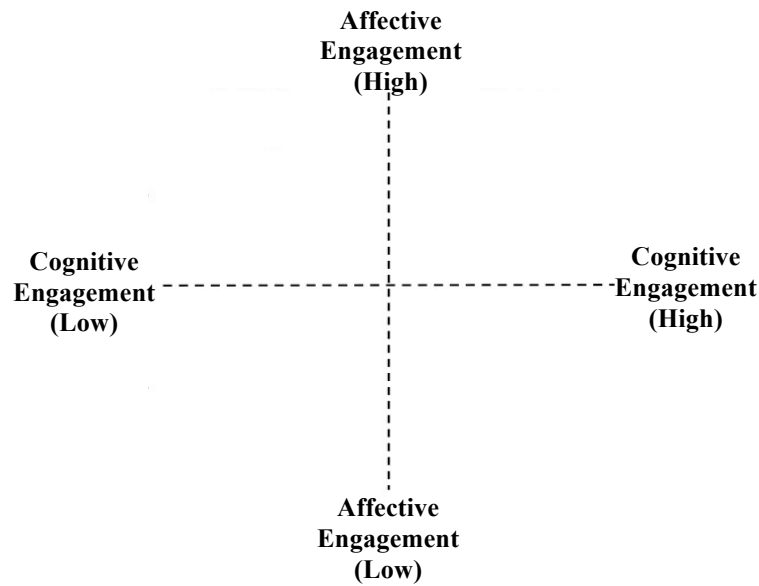 Affective
Engagement
(High)
Cognitive
Engagement
(Low)
Cognitive
Engagement
(High)
Affective
Engagement
(Low)